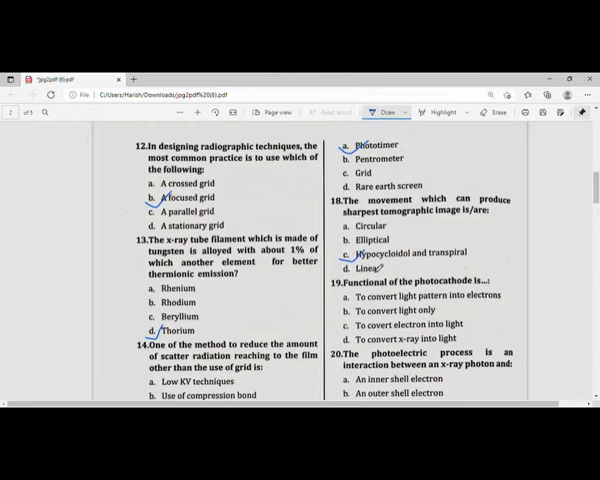 *jpg2pdf (6).pdf
File
C:/Users/Harish/Downloads/jpg2pdf%20(6).pdf
2 of 5
Page view
Read aloud
Draw
Highlight
Erase
12.In designing radiographic techniques, the
most common practice is to use which of
the following:
a. A crossed grid
b. A focused grid
c. A parallel grid
d. A stationary grid
13.The x-ray tube filament which is made of
tungsten is alloyed with about 1% of
which another element for better
thermionic emission?
a. Rhenium
b. Rhodium
c. Beryllium
d. Thorium
14.One of the method to reduce the amount
of scatter radiation reaching to the film
other than the use of grid is:
a. Low KV techniques
b. Use of compression bond
a. Phototimer
b. Pentrometer
c. Grid
d. Rare earth screen
18.The movement which can produce
sharpest tomographic image is/are:
a. Circular
b. Elliptical
c. Hypocycloidol and transpiral
d. Linear
19.Functional of the photocathode is...:
a. To convert light pattern into electrons
b. To convert light only
c. To covert electron into light
d. To convert x-ray into light
20.The photoelectric process is an
interaction between an x-ray photon and:
a. An inner shell electron
b. An outer shell electron